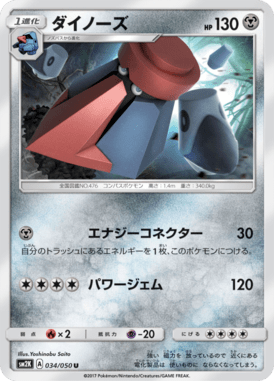 1進化 ダイノーズ HP 130
ノズパスから進化
全国図鑑NO.476 コンパスポケモン 高さ：1.4m 重さ：340.0kg
エナジーコネクター 30
自分のトラッシュにあるエネルギーを1枚、このポケモンにつける。
パワージェム 120
弱点 ×2 抵抗力 -20 にげる
Illus. Yoshinobu Saito
SM2K A 034/050 U
©2017 Pokémon/Nintendo/Creatures/GAME FREAK.